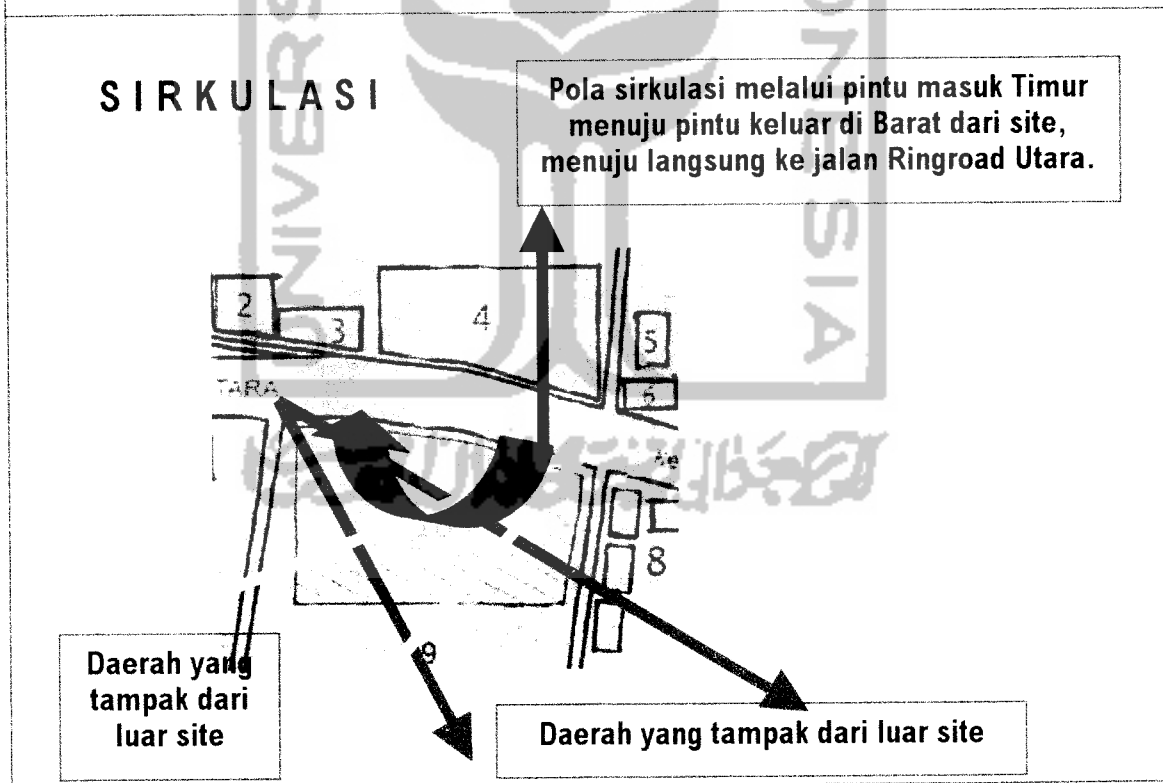 SIRKULASI
Pola sirkulasi melalui pintu masuk Timur
menuju pintu keluar di Barat dari site,
menuju langsung ke jalan Ringroad Utara.
2
3
4
5
6
TARA
8
9
Daerah yang
tampak dari
luar site
Daerah yang tampak dari luar site